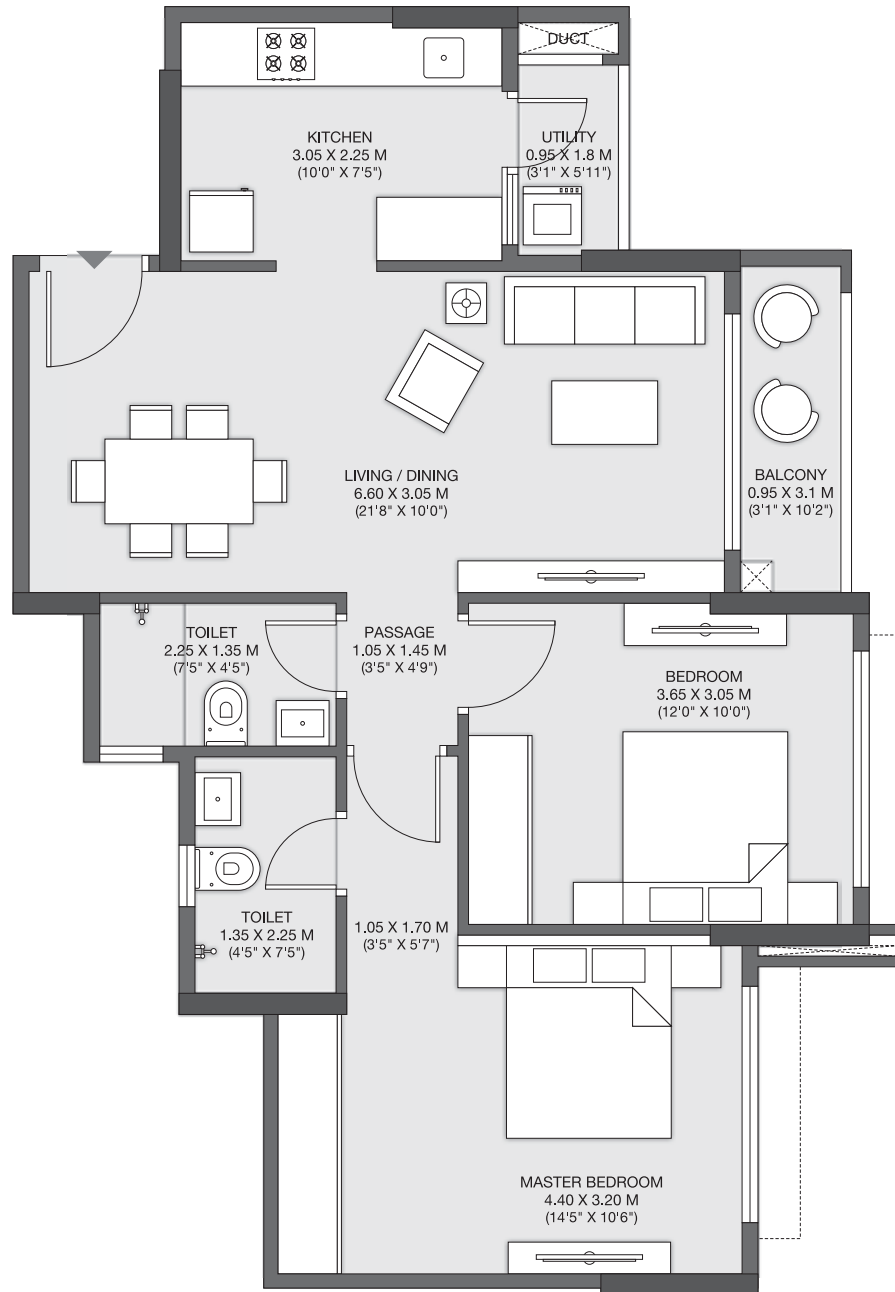 DUCT
KITCHEN
3.05 X 2.25 M
(10'0" X 7'5")
UTILITY
0.95 X 1.8 M
(3'1" X 5'11")
LIVING / DINING
6.60 X 3.05 M
(21'8" X 10'0")
BALCONY
0.95 X 3.1 M
(3'1" X 10'2")
TOILET
2.25 X 1.35 M
(7'5" X 4'5")
PASSAGE
1.05 X 1.45 M
(3'5" X 4'9")
BEDROOM
3.65 X 3.05 M
(12'0" X 10'0")
TOILET
1.35 X 2.25 M
(4'5" X 7'5")
1.05 X 1.70 M
(3'5" X 5'7")
MASTER BEDROOM
4.40 X 3.20 M
(14'5" X 10'6")